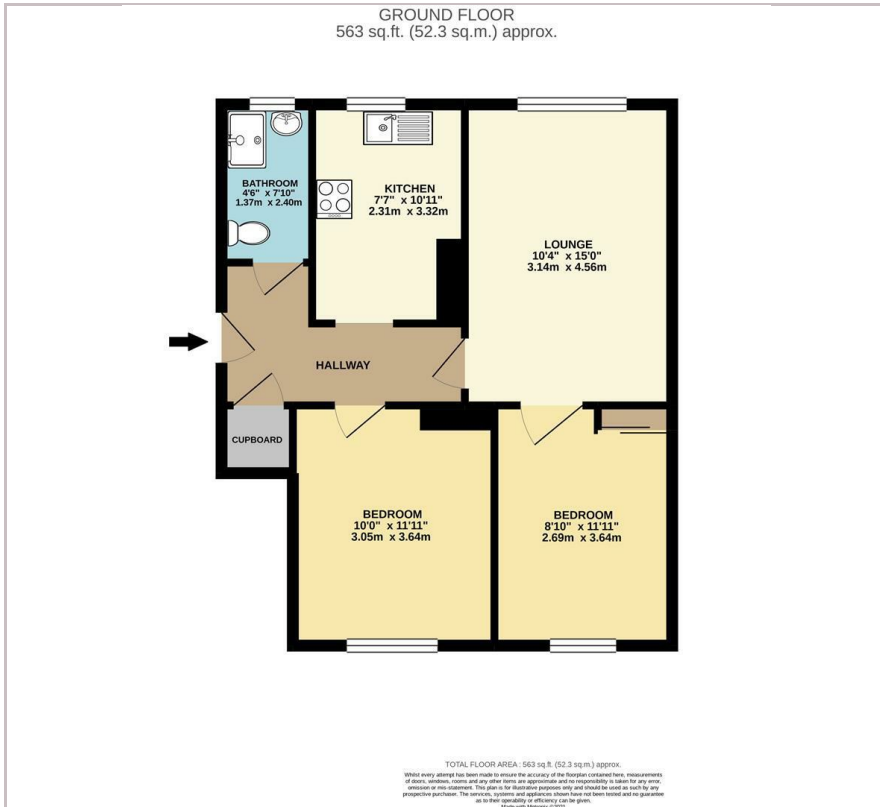 GROUND FLOOR
563 sq.ft. (52.3 sq.m.) approx.
BATHROOM
4'6" x 7'10"
1.37m x 2.40m
KITCHEN
7'7" x 10'11"
2.31m x 3.32m
LOUNGE
10'4" x 15'0"
3.14m x 4.56m
HALLWAY
CUPBOARD
BEDROOM
10'0" x 11'11"
3.05m x 3.64m
BEDROOM
8'10" x 11'11"
2.69m x 3.64m
TOTAL FLOOR AREA : 563 sq.ft. (52.3 sq.m.) approx.
Whilst every attempt has been made to ensure the accuracy of the floorplan contained here, measurements
of doors, windows, rooms and any other items are approximate and no responsibility is taken for any error,
omission or mis-statement. This plan is for illustrative purposes only and should be used as such by any
prospective purchaser. The services, systems and appliances shown have not been tested and no guarantee
as to their operability or efficiency can be given.
Made with Metropix